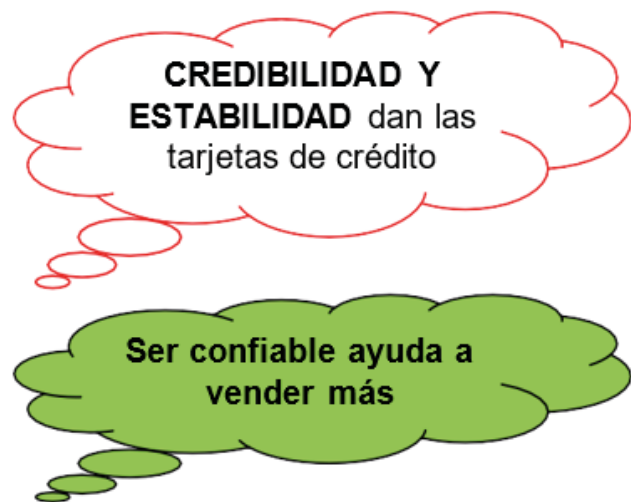 CREDIBILIDAD Y
ESTABILIDAD dan las
tarjetas de crédito
Ser confiable ayuda a
vender más